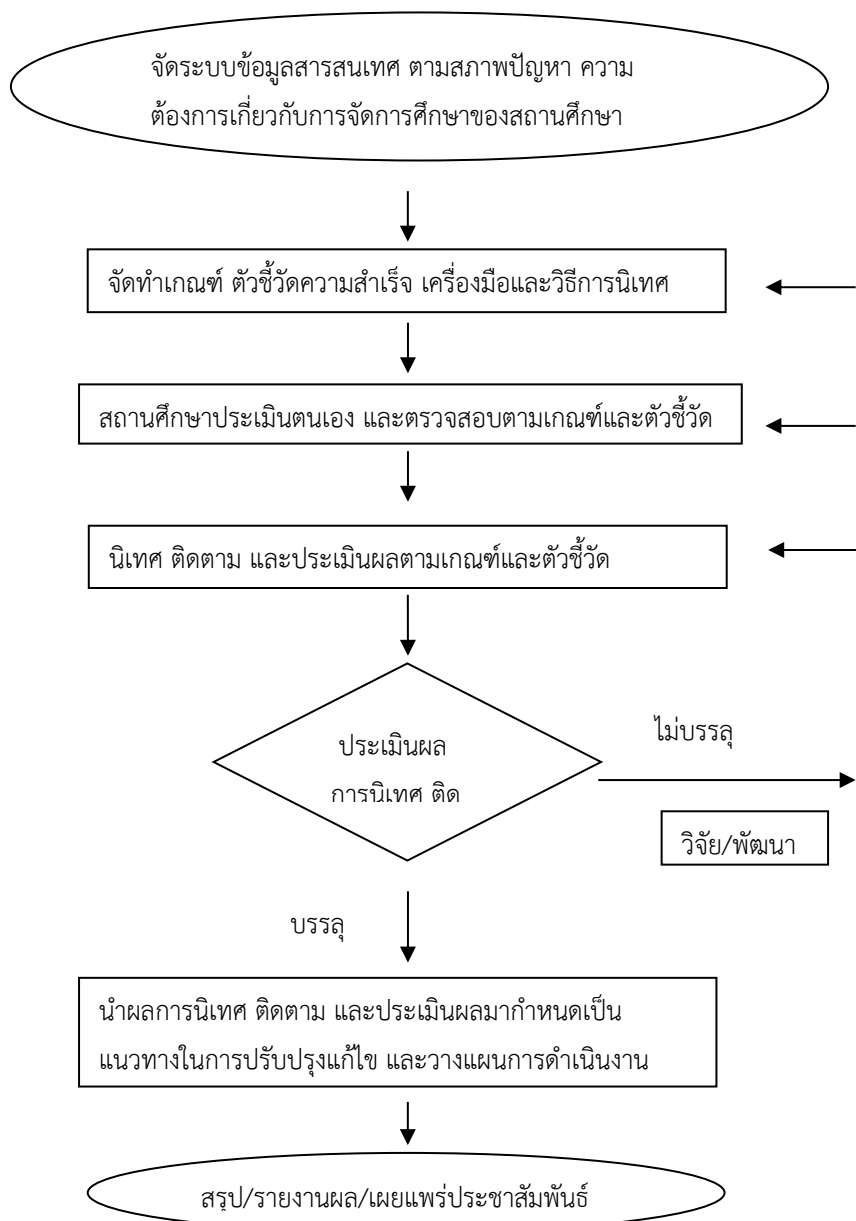 จัดระบบข้อมูลสารสนเทศ ตามสภาพปัญหา ความ
ต้องการเกี่ยวกับการจัดการศึกษาของสถานศึกษา
จัดทำเกณฑ์ ตัวชี้วัดความสำเร็จ เครื่องมือและวิธีการนิเทศ
สถานศึกษาประเมินตนเอง และตรวจสอบตามเกณฑ์และตัวชี้วัด
นิเทศ ติดตาม และประเมินผลตามเกณฑ์และตัวชี้วัด
ประเมินผล
การนิเทศ ติด
ไม่บรรลุ
วิจัย/พัฒนา
บรรลุ
นำผลการนิเทศ ติดตาม และประเมินผลมากำหนดเป็น
แนวทางในการปรับปรุงแก้ไข และวางแผนการดำเนินงาน
สรุป/รายงานผล/เผยแพร่ประชาสัมพันธ์